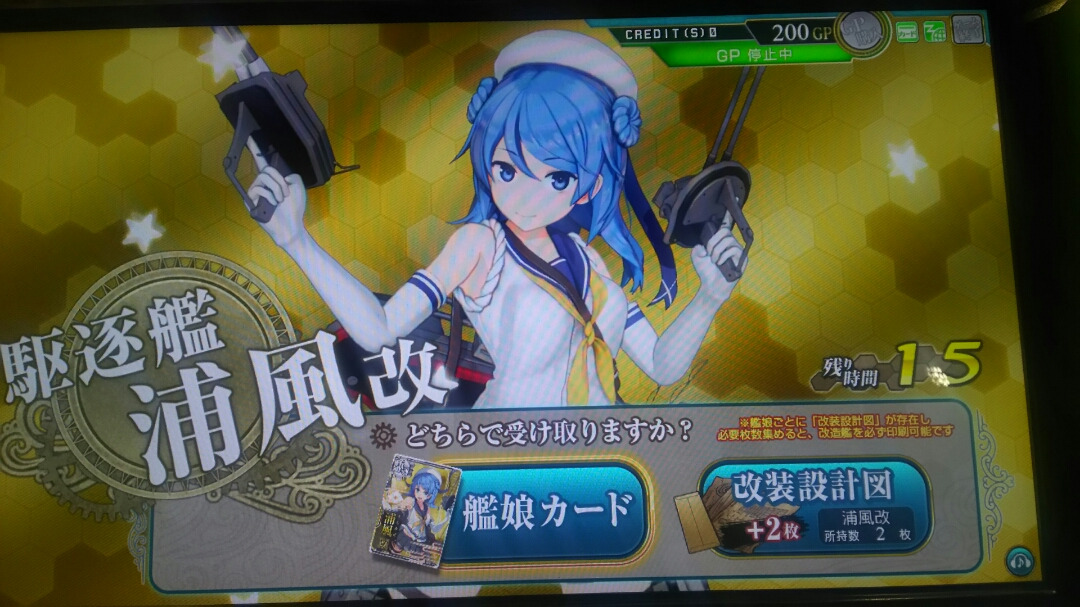 CREDIT(S) 0
200 GP
GP 停止中
駆逐艦
浦風改
残り時間 15
どちらで受け取りますか？
※艦娘ごとに「改装設計図」が存在し
必要枚数集めると、改造艦を必ず印刷可能です
浦風改
艦娘カード
改装設計図
+2枚
浦風改
所持数 2 枚